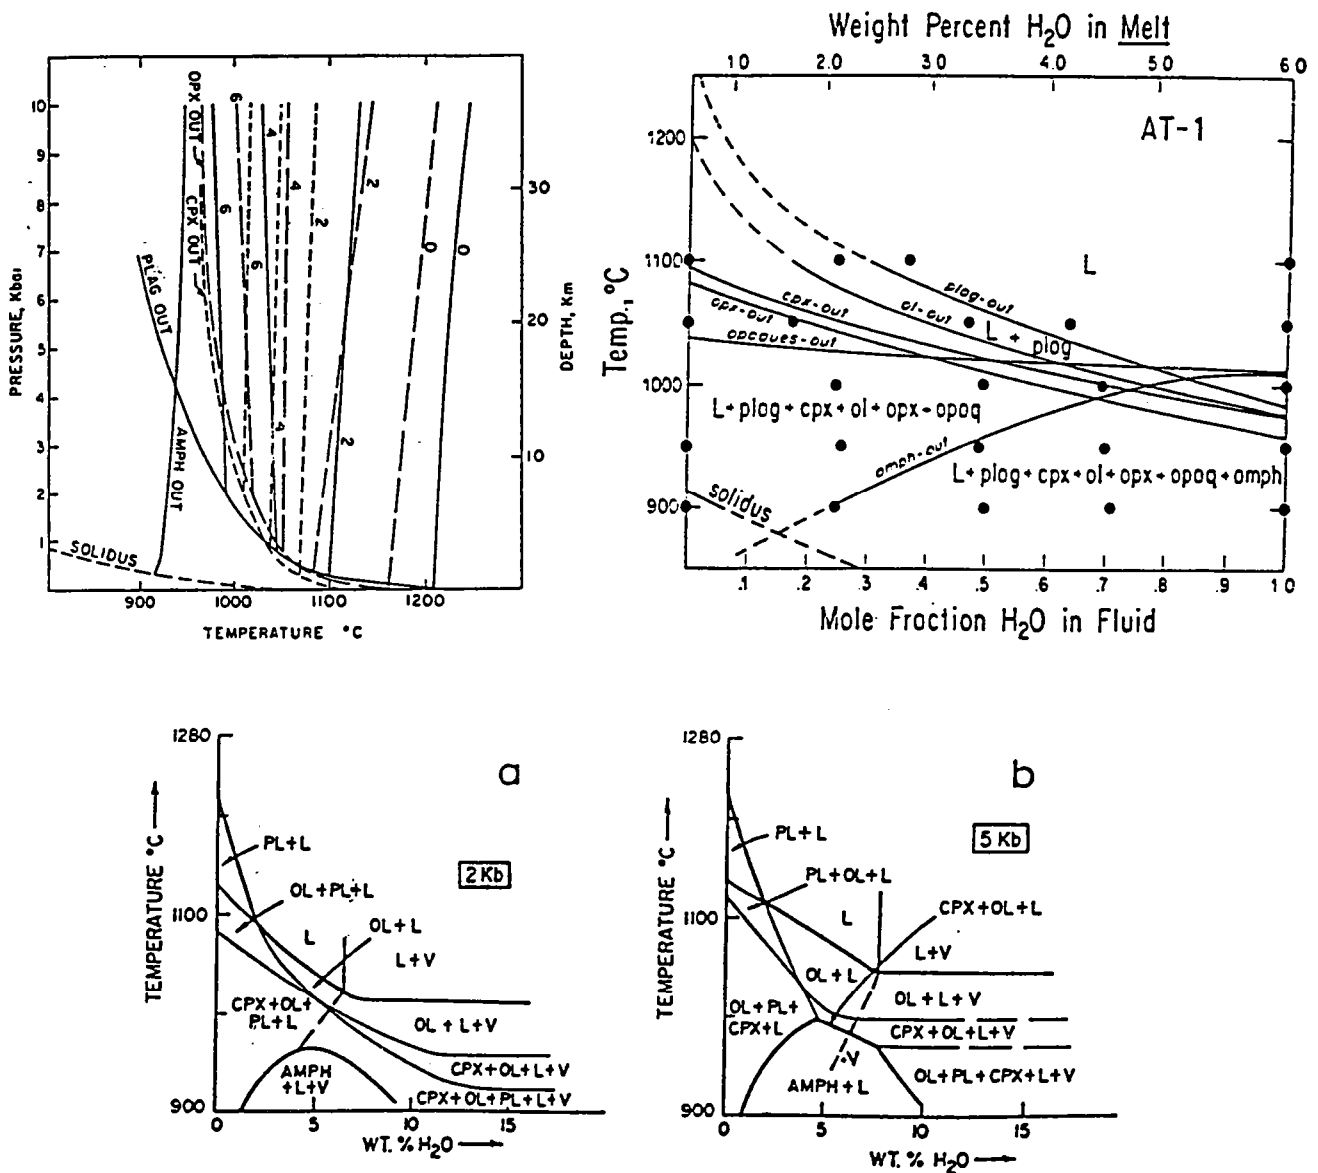 Weight Percent H₂O in Melt
1.0 2.0 3.0 4.0 5.0 6.0
AT-1
1200
1100
1000
900
Temp., °C
L
plag-out
ol-out
cpx-out
opx-out
opaques-out
L + plag
L + plag + cpx + ol + opx + opaq
amph-out
L + plag + cpx + ol + opx + opaq + amph
solidus
.1 .2 .3 .4 .5 .6 .7 .8 .9 1.0
Mole Fraction H₂O in Fluid
PRESSURE, Kbar
10
9
8
7
6
5
4
3
2
1
OPX OUT
CPX OUT
PLAG OUT
AMPH OUT
SOLIDUS
6 4 2
6 4 2 0 0
6
4 2
30
20
10
DEPTH, Km
900 1000 1100 1200
TEMPERATURE °C
a
2 Kb
1280
1100
900
TEMPERATURE °C
PL+L
OL+PL+L
OL+L
L
L+V
CPX+OL+
PL+L
OL+L+V
CPX+OL+L+V
AMPH
+L+V
CPX+OL+PL+L+V
0 5 10 15
WT. % H₂O
b
5 Kb
1280
1100
900
TEMPERATURE °C
PL+L
PL+OL+L
CPX+OL+L
L
L+V
OL+L
OL+L+V
OL+PL+
CPX+L
CPX+OL+L+V
+V
AMPH+L
OL+PL+CPX+L+V
0 5 10 15
WT. % H₂O